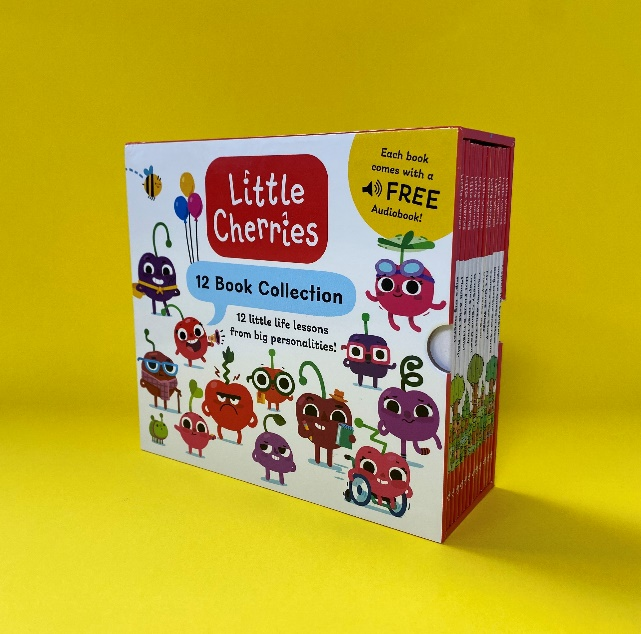 Each book
comes with a
FREE
Audiobook!
Little
Cherries
12 Book Collection
12 little life lessons
from big personalities!